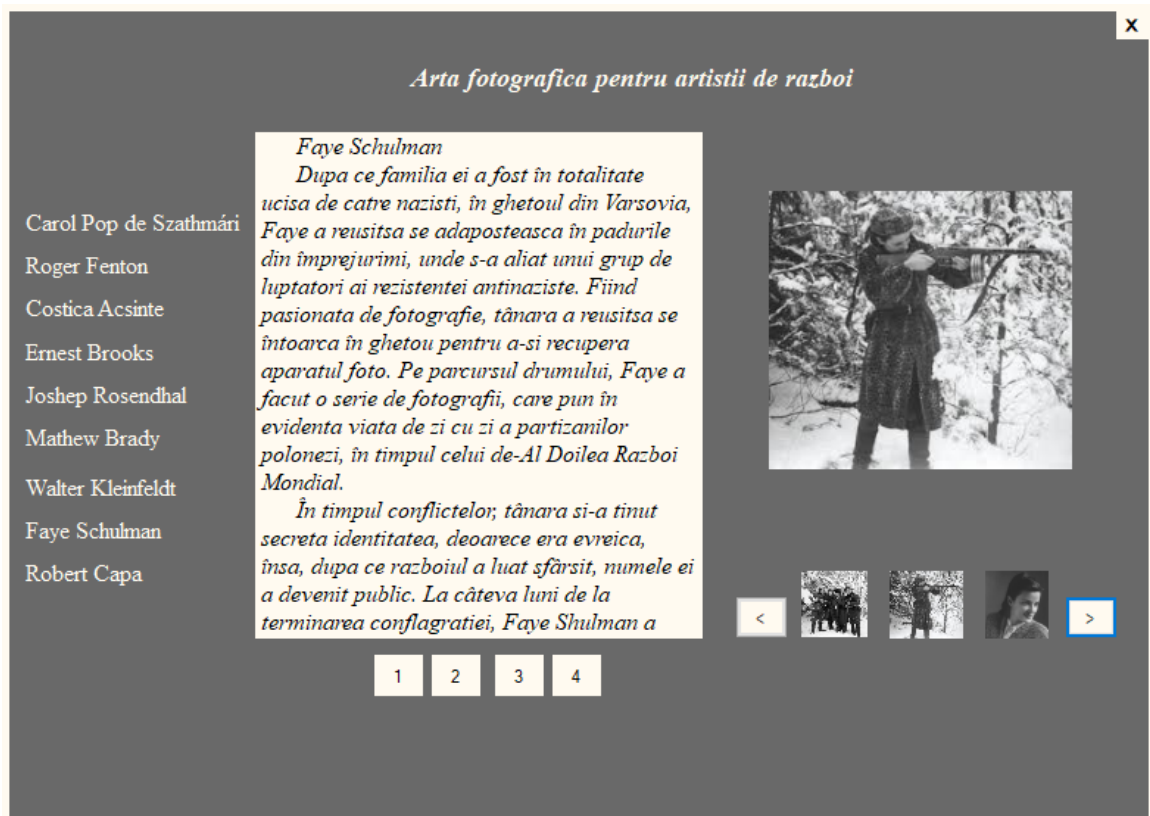 X
Arta fotografica pentru artistii de razboi
Carol Pop de Szathmári
Roger Fenton
Costica Acsinte
Ernest Brooks
Joshep Rosendhal
Mathew Brady
Walter Kleinfeldt
Faye Schulman
Robert Capa
Faye Schulman
Dupa ce familia ei a fost în totalitate
ucisa de catre nazisti, în ghetoul din Varsovia,
Faye a reusitsa se adaposteasca în padurile
din împrejurimi, unde s-a aliat unui grup de
luptatori ai rezistentei antinaziste. Fiind
pasionata de fotografie, tânara a reusitsa se
întoarca în ghetou pentru a-si recupera
aparatul foto. Pe parcursul drumului, Faye a
facut o serie de fotografii, care pun în
evidenta viata de zi cu zi a partizanilor
polonezi, în timpul celui de-Al Doilea Razboi
Mondial.
În timpul conflictelor, tânara si-a tinut
secreta identitatea, deoarece era evreica,
însa, dupa ce razboiul a luat sfârsit, numele ei
a devenit public. La câteva luni de la
terminarea conflagratiei, Faye Shulman a
< >
1 2 3 4